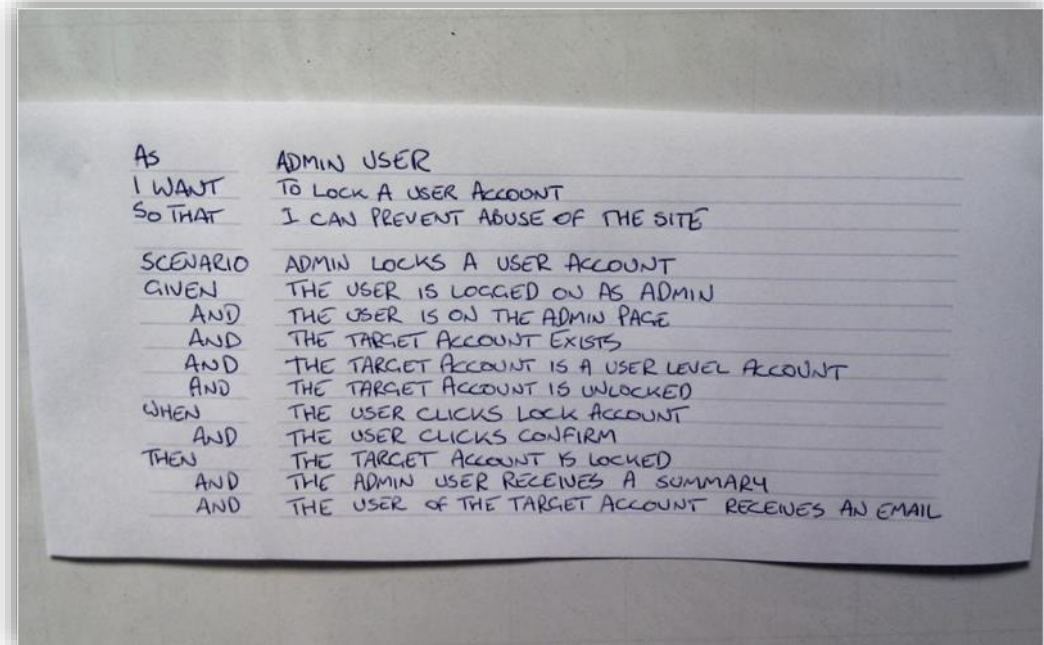 AS ADMIN USER
I WANT TO LOCK A USER ACCOUNT
SO THAT I CAN PREVENT ABUSE OF THE SITE
SCENARIO ADMIN LOCKS A USER ACCOUNT
GIVEN THE USER IS LOGGED ON AS ADMIN
AND THE USER IS ON THE ADMIN PAGE
AND THE TARGET ACCOUNT EXISTS
AND THE TARGET ACCOUNT IS A USER LEVEL ACCOUNT
AND THE TARGET ACCOUNT IS UNLOCKED
WHEN THE USER CLICKS LOCK ACCOUNT
AND THE USER CLICKS CONFIRM
THEN THE TARGET ACCOUNT IS LOCKED
AND THE ADMIN USER RECEIVES A SUMMARY
AND THE USER OF THE TARGET ACCOUNT RECEIVES AN EMAIL